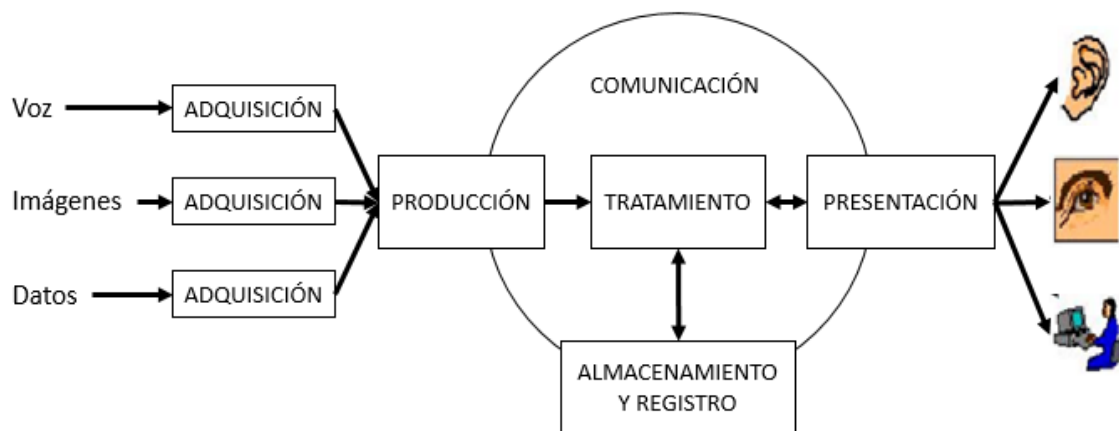 COMUNICACIÓN
Voz
ADQUISICIÓN
Imágenes
ADQUISICIÓN
PRODUCCIÓN
TRATAMIENTO
PRESENTACIÓN
Datos
ADQUISICIÓN
ALMACENAMIENTO
Y REGISTRO